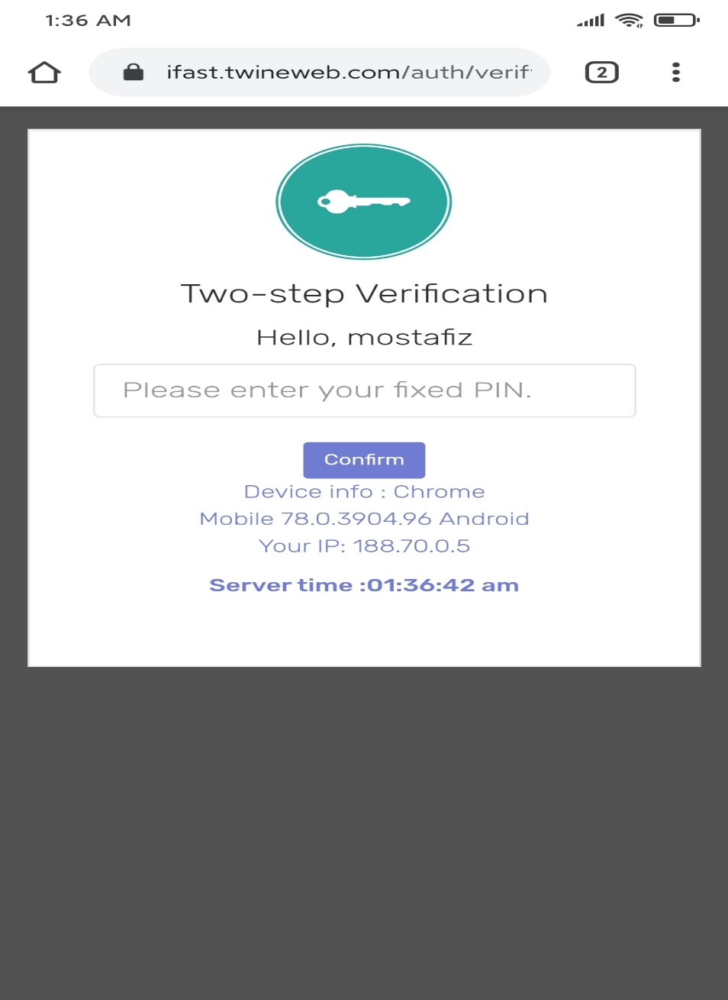 1:36 AM
ifast.twineweb.com/auth/verify
2
Two-step Verification
Hello, mostafiz
Please enter your fixed PIN.
Confirm
Device info : Chrome
Mobile 78.0.3904.96 Android
Your IP: 188.70.0.5
Server time :01:36:42 am